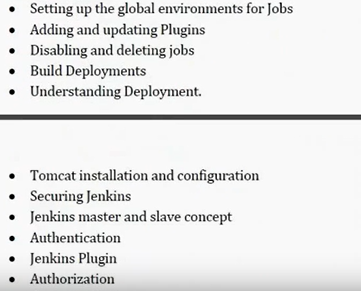 • Setting up the global environments for Jobs
• Adding and updating Plugins
• Disabling and deleting jobs
• Build Deployments
• Understanding Deployment.
• Tomcat installation and configuration
• Securing Jenkins
• Jenkins master and slave concept
• Authentication
• Jenkins Plugin
• Authorization